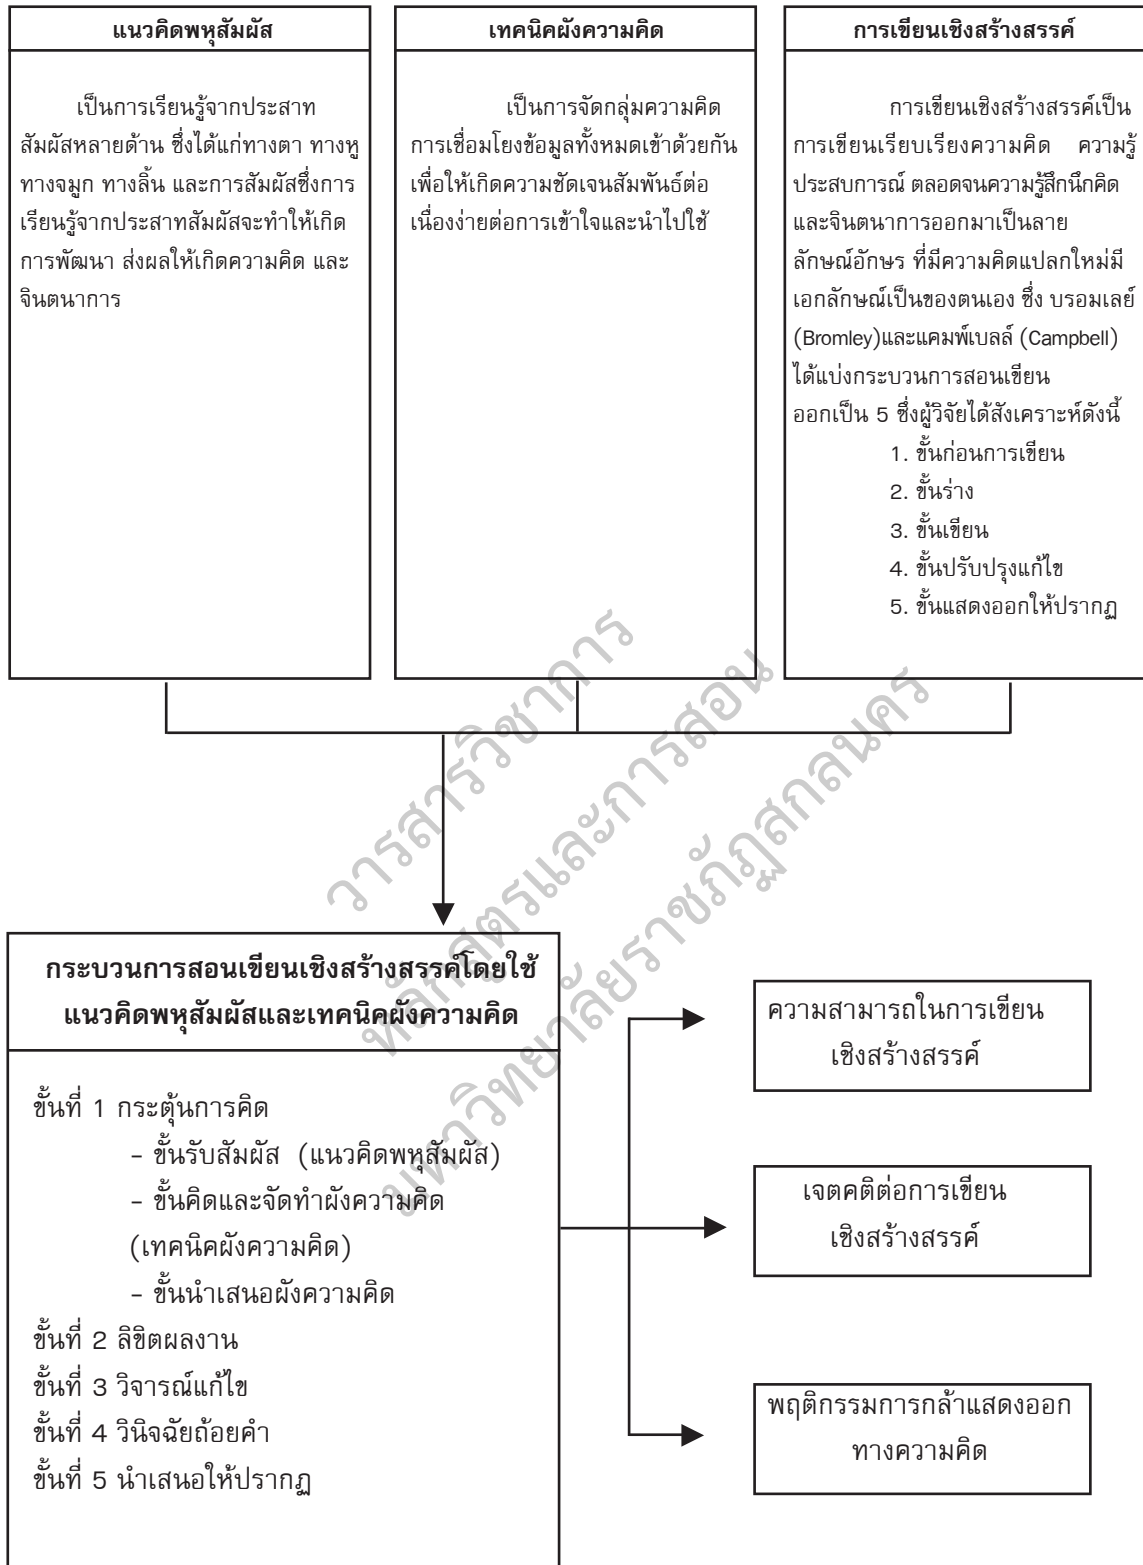 แนวคิดพหุสัมผัส
เป็นการเรียนรู้จากประสาท
สัมผัสหลายด้าน ซึ่งได้แก่ทางตา ทางหู
ทางจมูก ทางลิ้น และการสัมผัสซึ่งการ
เรียนรู้จากประสาทสัมผัสจะทำให้เกิด
การพัฒนา ส่งผลให้เกิดความคิด และ
จินตนาการ
เทคนิคผังความคิด
เป็นการจัดกลุ่มความคิด
การเชื่อมโยงข้อมูลทั้งหมดเข้าด้วยกัน
เพื่อให้เกิดความชัดเจนสัมพันธ์ต่อ
เนื่องง่ายต่อการเข้าใจและนำไปใช้
การเขียนเชิงสร้างสรรค์
การเขียนเชิงสร้างสรรค์เป็น
การเขียนเรียบเรียงความคิด ความรู้
ประสบการณ์ ตลอดจนความรู้สึกนึกคิด
และจินตนาการออกมาเป็นลาย
ลักษณ์อักษร ที่มีความคิดแปลกใหม่มี
เอกลักษณ์เป็นของตนเอง ซึ่ง บรอมเลย์
(Bromley)และแคมพ์เบลล์ (Campbell)
ได้แบ่งกระบวนการสอนเขียน
ออกเป็น 5 ซึ่งผู้วิจัยได้สังเคราะห์ดังนี้
1. ขั้นก่อนการเขียน
2. ขั้นร่าง
3. ขั้นเขียน
4. ขั้นปรับปรุงแก้ไข
5. ขั้นแสดงออกให้ปรากฏ
วารสารวิชาการ
หลักสูตรและการสอน
มหาวิทยาลัยราชภัฏสกลนคร
กระบวนการสอนเขียนเชิงสร้างสรรค์โดยใช้
แนวคิดพหุสัมผัสและเทคนิคผังความคิด
ขั้นที่ 1 กระตุ้นการคิด
– ขั้นรับสัมผัส (แนวคิดพหุสัมผัส)
– ขั้นคิดและจัดทำผังความคิด
(เทคนิคผังความคิด)
– ขั้นนำเสนอผังความคิด
ขั้นที่ 2 ลิขิตผลงาน
ขั้นที่ 3 วิจารณ์แก้ไข
ขั้นที่ 4 วินิจฉัยถ้อยคำ
ขั้นที่ 5 นำเสนอให้ปรากฏ
ความสามารถในการเขียน
เชิงสร้างสรรค์
เจตคติต่อการเขียน
เชิงสร้างสรรค์
พฤติกรรมการกล้าแสดงออก
ทางความคิด